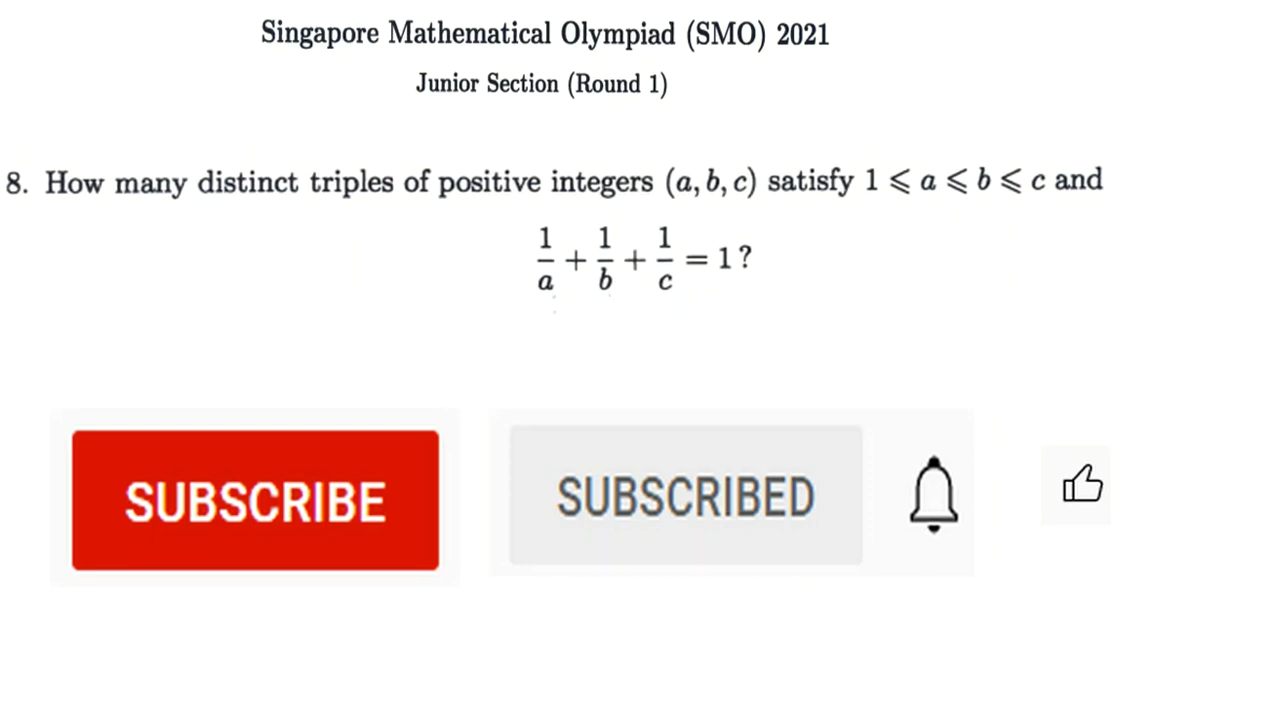 Singapore Mathematical Olympiad (SMO) 2021
Junior Section (Round 1)
8. How many distinct triples of positive integers (a, b, c) satisfy 1 ⩽ a ⩽ b ⩽ c and
1/a + 1/b + 1/c = 1?
SUBSCRIBE
SUBSCRIBED